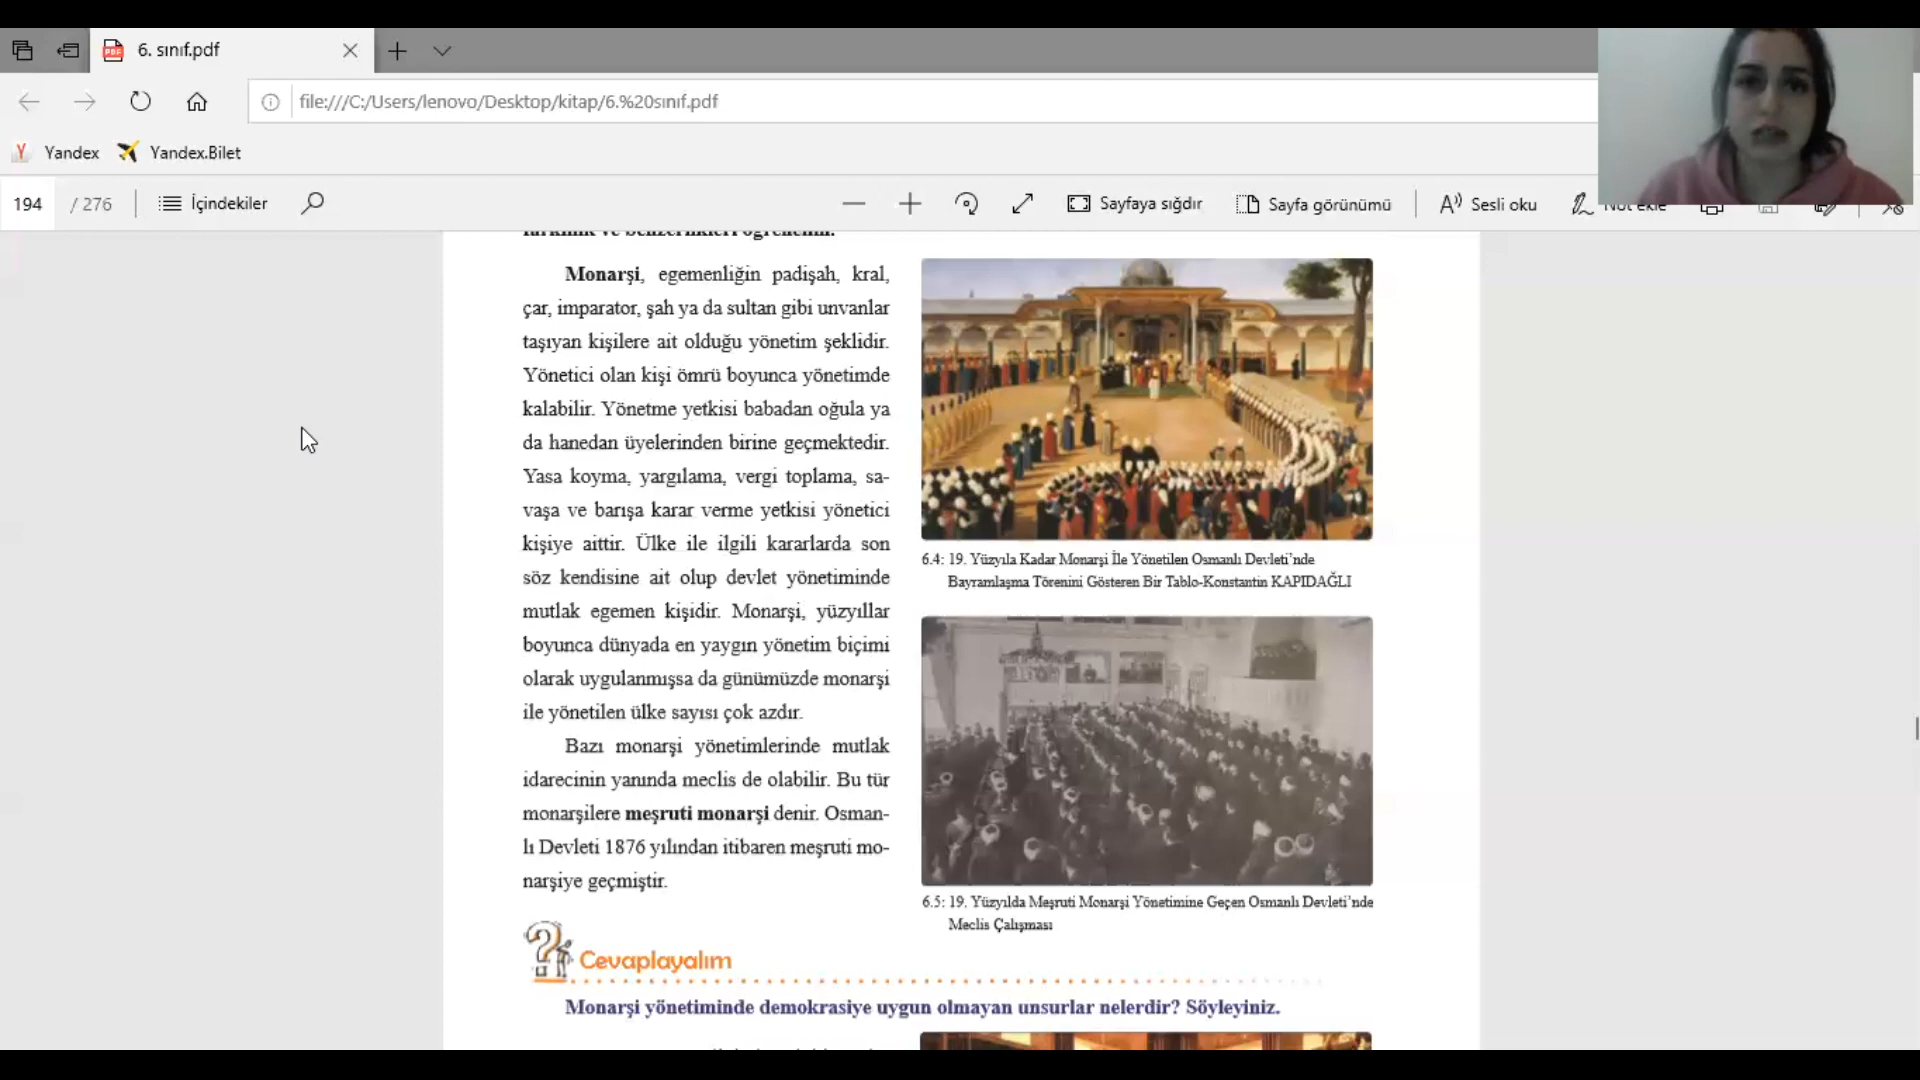 6. sınıf.pdf
file:///C:/Users/lenovo/Desktop/kitap/6.%20sınıf.pdf
Yandex
Yandex.Bilet
194 / 276
İçindekiler
Sayfaya sığdır
Sayfa görünümü
Sesli oku
Not ekle
farklılık ve benzerlikleri öğrenelim.
Monarşi, egemenliğin padişah, kral,
çar, imparator, şah ya da sultan gibi unvanlar
taşıyan kişilere ait olduğu yönetim şeklidir.
Yönetici olan kişi ömrü boyunca yönetimde
kalabilir. Yönetme yetkisi babadan oğula ya
da hanedan üyelerinden birine geçmektedir.
Yasa koyma, yargılama, vergi toplama, sa-
vaşa ve barışa karar verme yetkisi yönetici
kişiye aittir. Ülke ile ilgili kararlarda son
söz kendisine ait olup devlet yönetiminde
mutlak egemen kişidir. Monarşi, yüzyıllar
boyunca dünyada en yaygın yönetim biçimi
olarak uygulanmışsa da günümüzde monarşi
ile yönetilen ülke sayısı çok azdır.
Bazı monarşi yönetimlerinde mutlak
idarecinin yanında meclis de olabilir. Bu tür
monarşilere meşruti monarşi denir. Osman-
lı Devleti 1876 yılından itibaren meşruti mo-
narşiye geçmiştir.
6.4: 19. Yüzyıla Kadar Monarşi İle Yönetilen Osmanlı Devleti’nde
Bayramlaşma Törenini Gösteren Bir Tablo-Konstantin KAPIDAĞLI
6.5: 19. Yüzyılda Meşruti Monarşi Yönetimine Geçen Osmanlı Devleti’nde
Meclis Çalışması
Cevaplayalım
Monarşi yönetiminde demokrasiye uygun olmayan unsurlar nelerdir? Söyleyiniz.